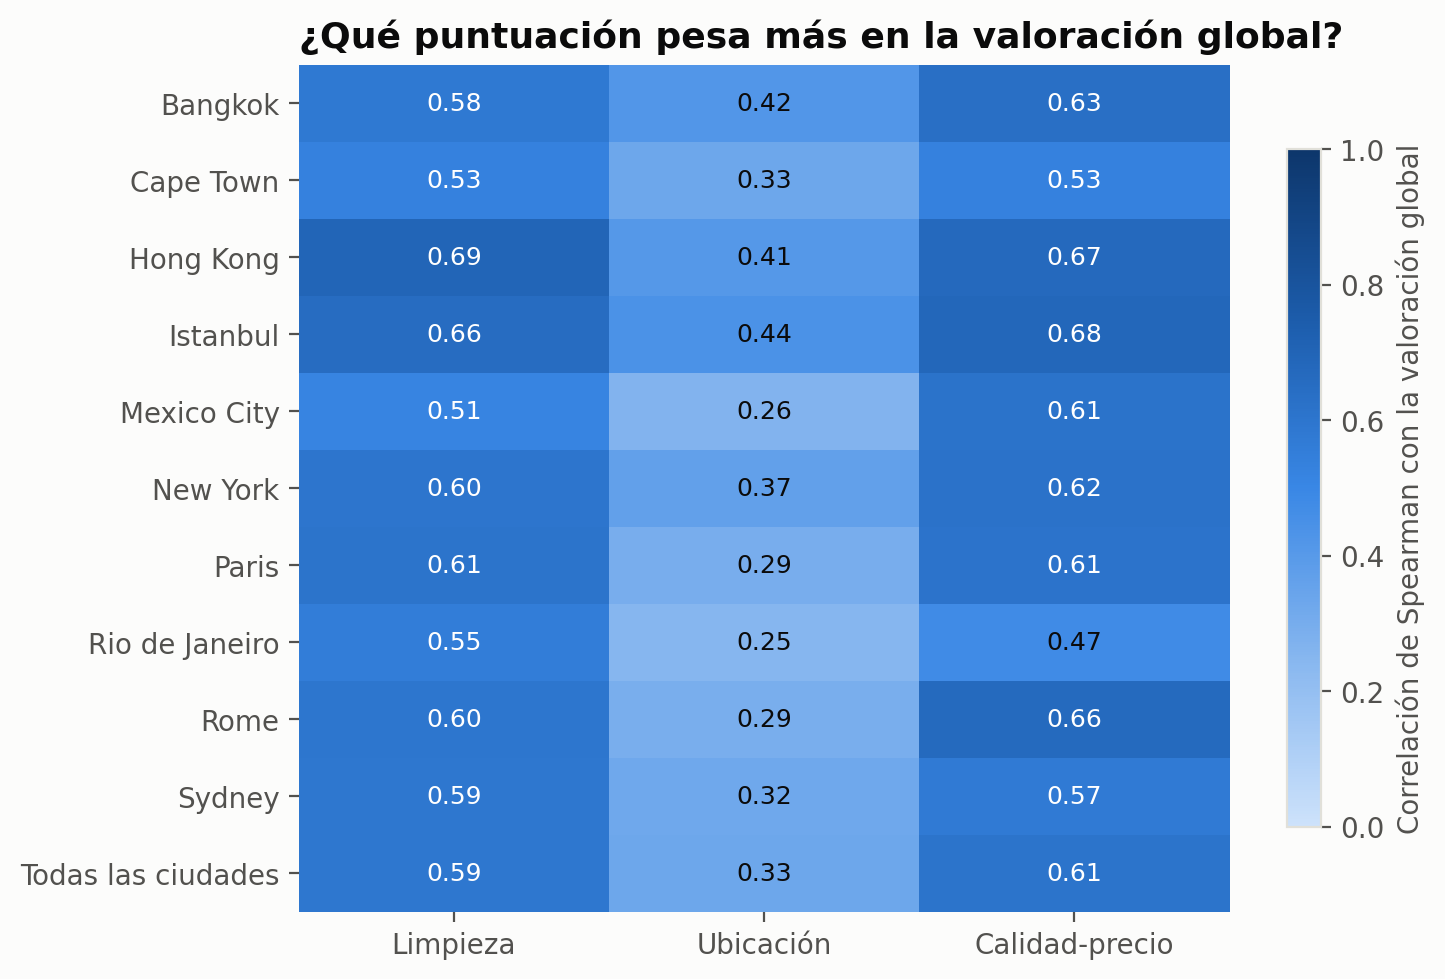 ¿Qué puntuación pesa más en la valoración global?
Bangkok 0.58 0.42 0.63
Cape Town 0.53 0.33 0.53
Hong Kong 0.69 0.41 0.67
Istanbul 0.66 0.44 0.68
Mexico City 0.51 0.26 0.61
New York 0.60 0.37 0.62
Paris 0.61 0.29 0.61
Rio de Janeiro 0.55 0.25 0.47
Rome 0.60 0.29 0.66
Sydney 0.59 0.32 0.57
Todas las ciudades 0.59 0.33 0.61
Limpieza Ubicación Calidad-precio
1.0
0.8
0.6
0.4
0.2
0.0
Correlación de Spearman con la valoración global